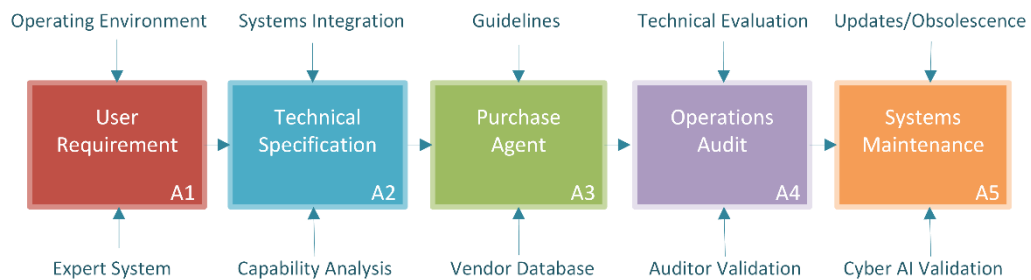 Operating Environment
Systems Integration
Guidelines
Technical Evaluation
Updates/Obsolescence
User
Requirement
A1
Technical
Specification
A2
Purchase
Agent
A3
Operations
Audit
A4
Systems
Maintenance
A5
Expert System
Capability Analysis
Vendor Database
Auditor Validation
Cyber AI Validation